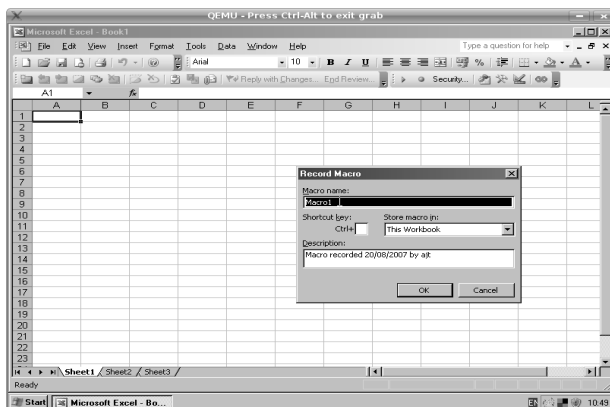 QEMU - Press Ctrl-Alt to exit grab
Microsoft Excel - Book1
File Edit View Insert Format Tools Data Window Help Type a question for help
Arial 10 B I U %
Reply with Changes... End Review... Security...
A1 fx
A B C D E F G H I J K L
1
2
3
4
5
6
7
8
9
10
11
12
13
14
15
16
17
18
19
20
21
22
23
Record Macro
Macro name:
Macro1
Shortcut key: Store macro in:
Ctrl+ This Workbook
Description:
Macro recorded 20/08/2007 by ajt
OK Cancel
Sheet1 Sheet2 Sheet3
Ready
Start Microsoft Excel - Bo... EN 10:49